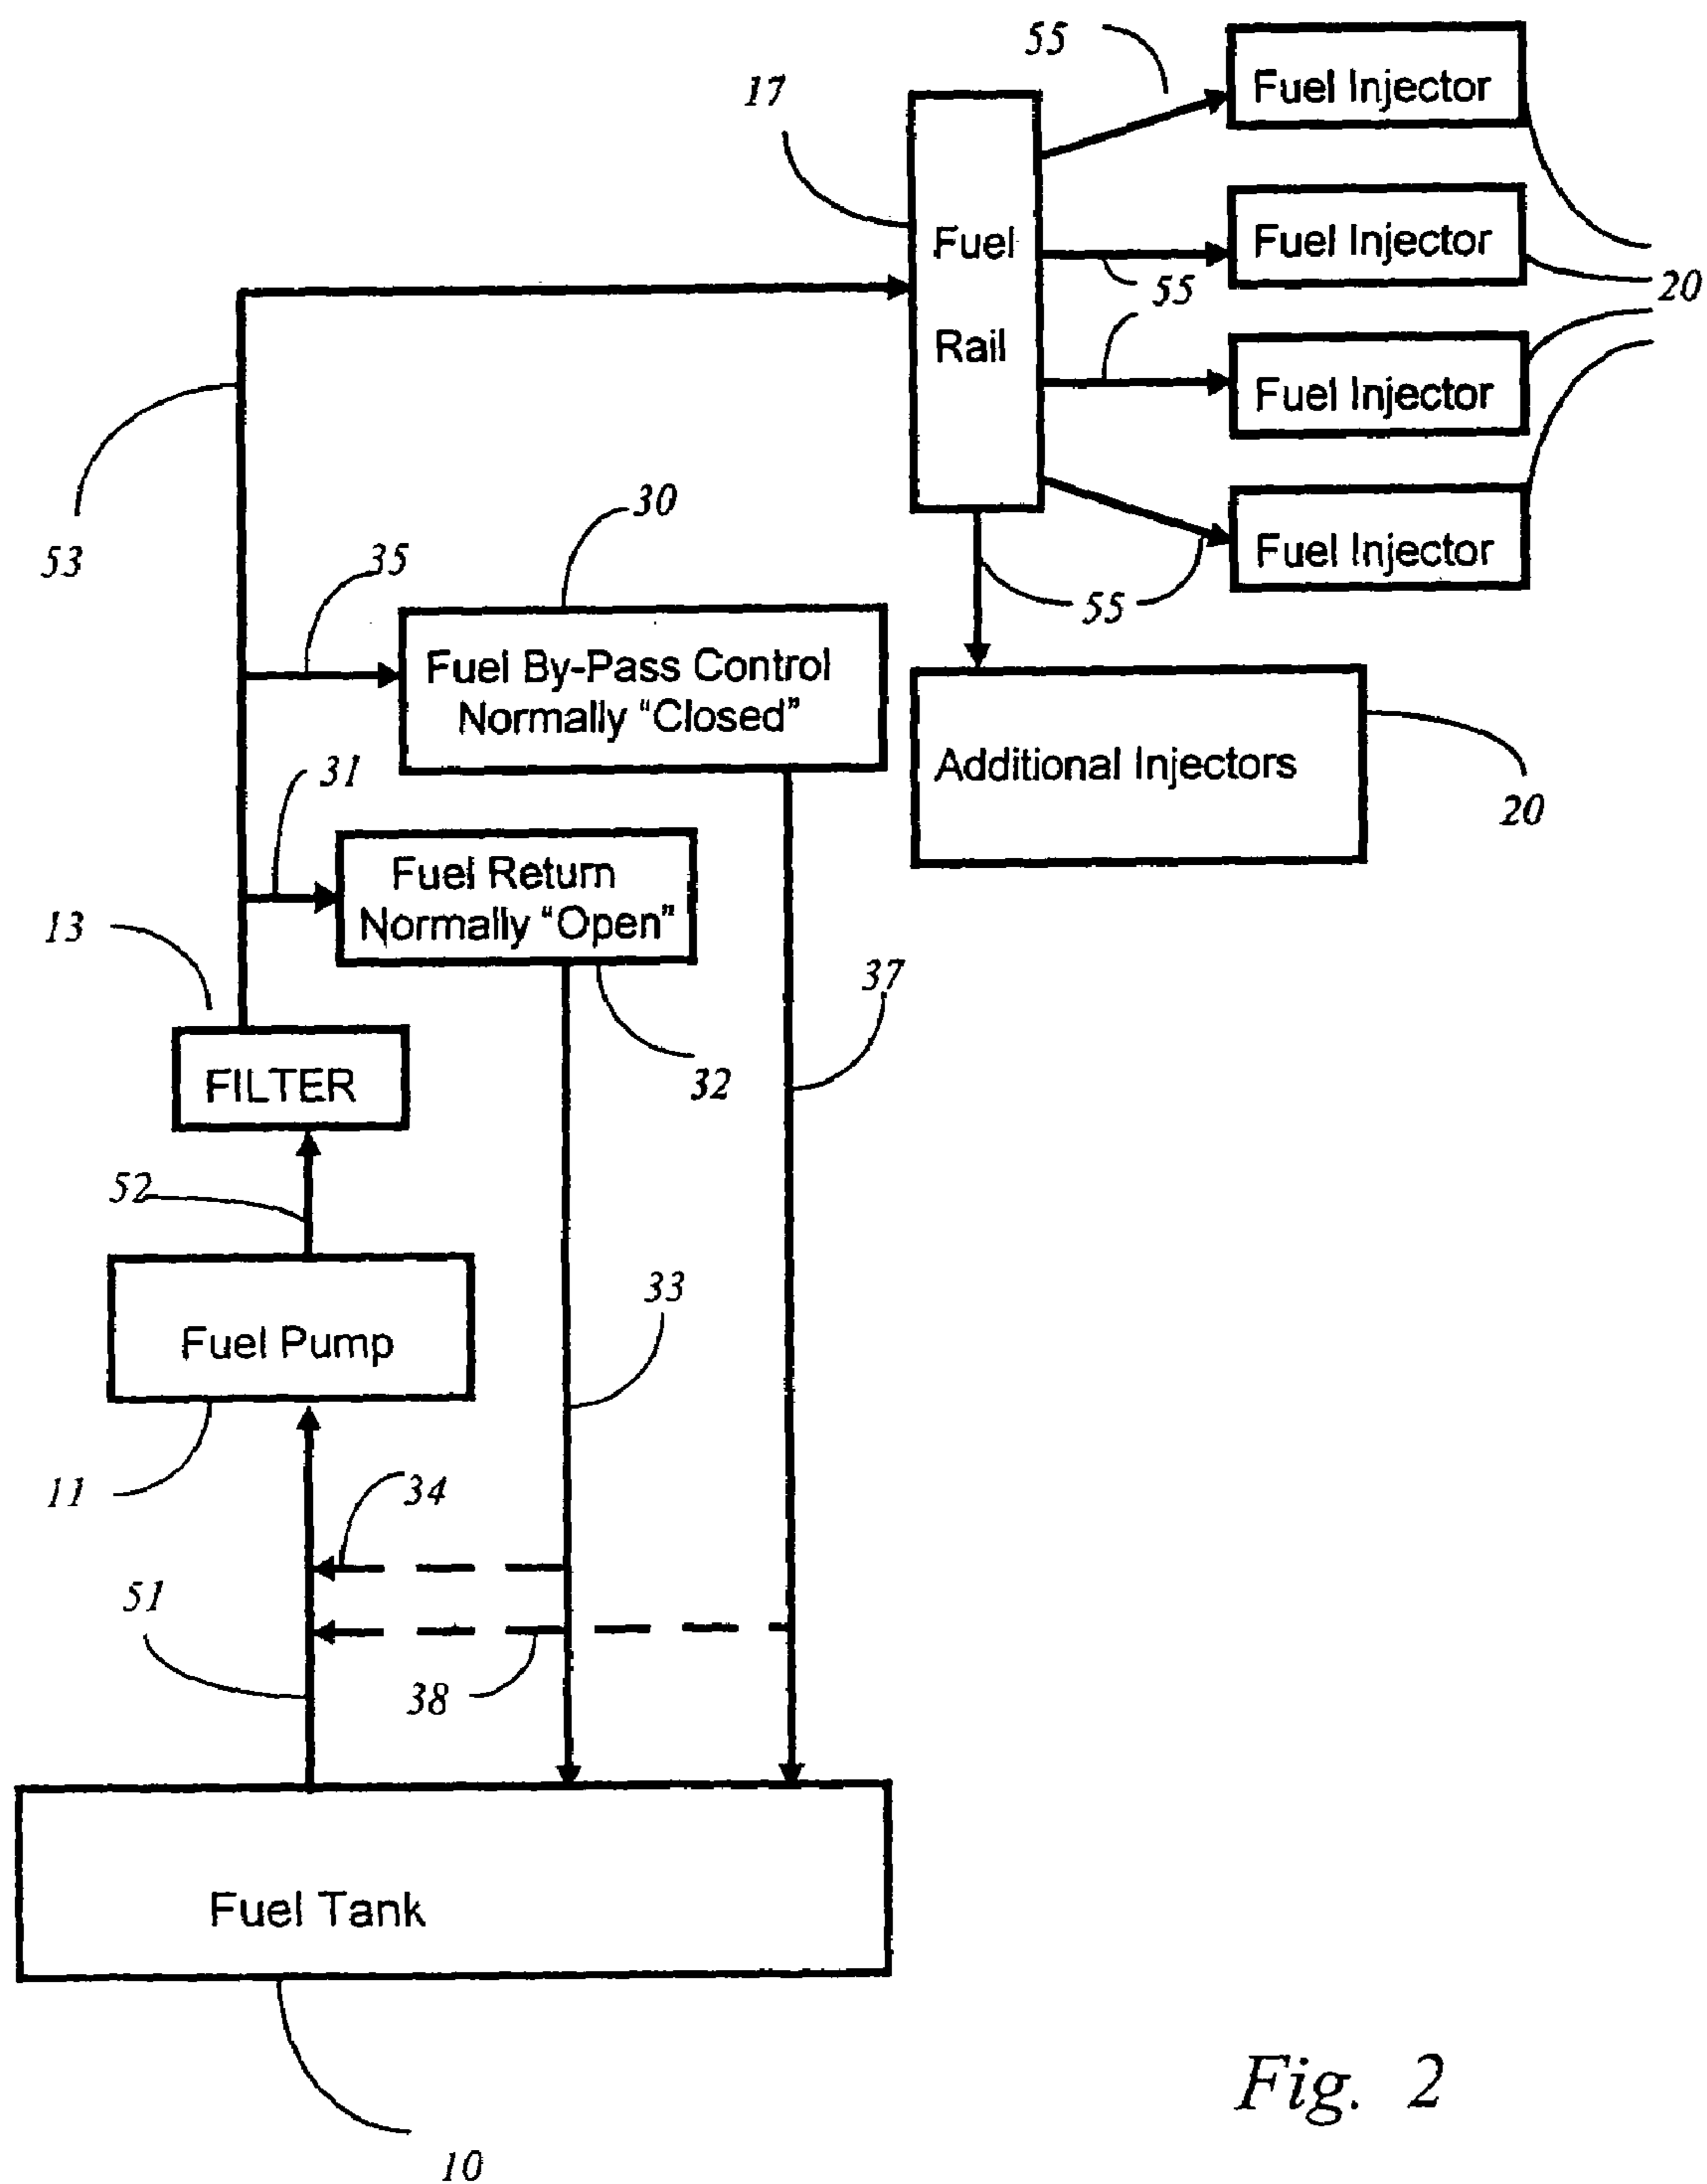 55
Fuel Injector
17
Fuel Injector
Fuel
55
20
Rail
Fuel Injector
30
53
35
Fuel Injector
55
Fuel By-Pass Control
Normally “Closed”
31
Additional Injectors
20
Fuel Return
13
Normally “Open”
37
FILTER
32
52
33
Fuel Pump
11
34
51
38
Fuel Tank
Fig. 2
10